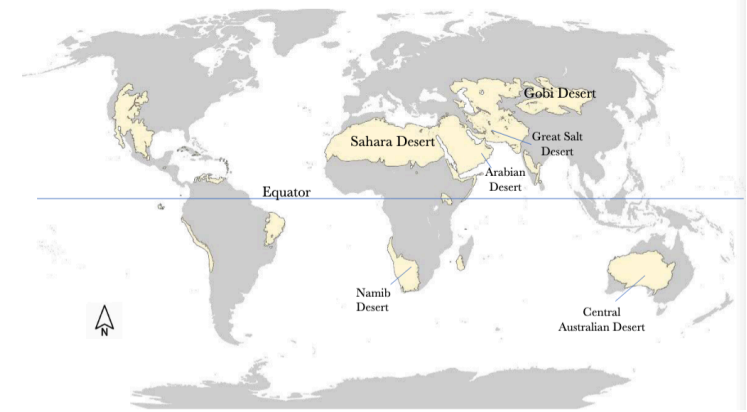 Gobi Desert
Sahara Desert
Great Salt
Desert
Arabian
Desert
Equator
Namib
Desert
Central
Australian Desert
N